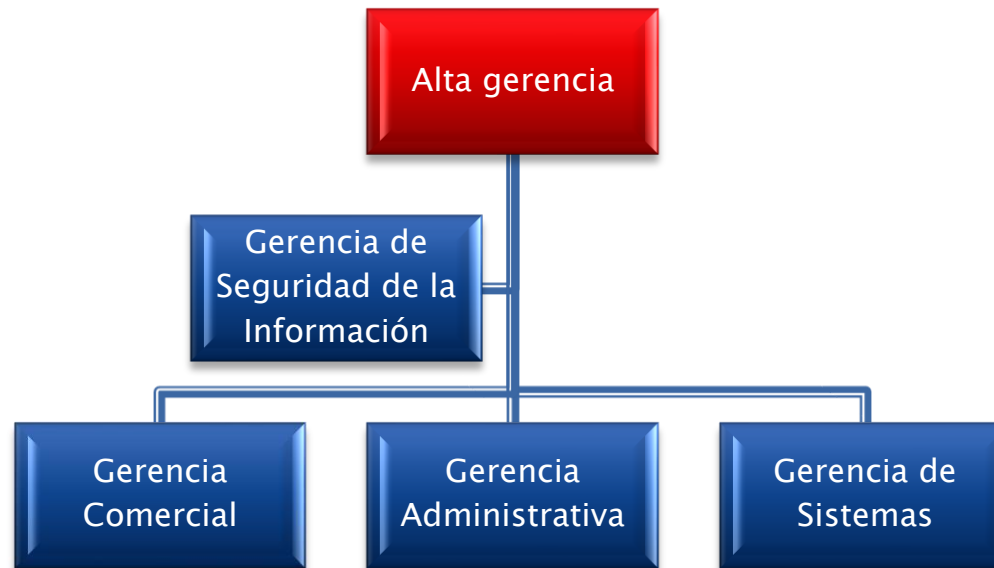 Alta gerencia
Gerencia de
Seguridad de la
Información
Gerencia
Comercial
Gerencia
Administrativa
Gerencia de
Sistemas